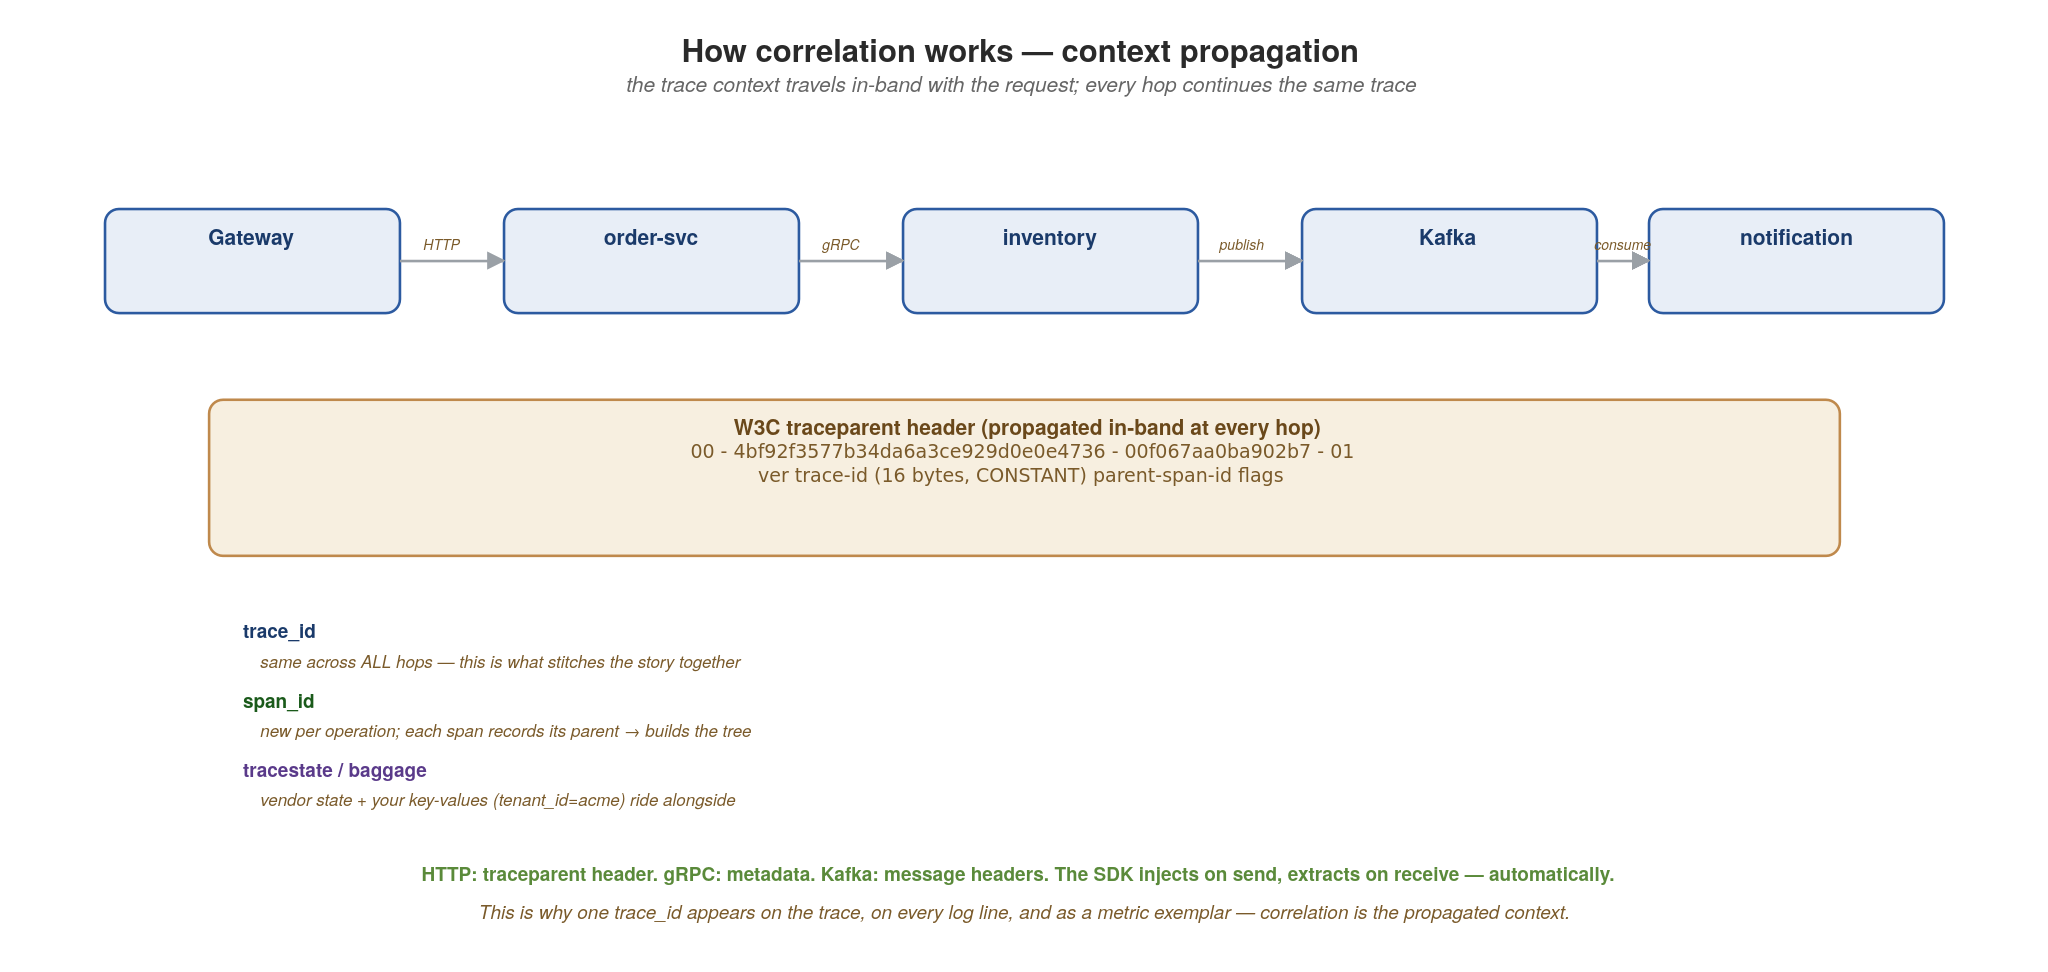 How correlation works — context propagation
the trace context travels in-band with the request; every hop continues the same trace
Gateway
HTTP
order-svc
gRPC
inventory
publish
Kafka
consume
notification
W3C traceparent header (propagated in-band at every hop)
00 - 4bf92f3577b34da6a3ce929d0e0e4736 - 00f067aa0ba902b7 - 01
ver trace-id (16 bytes, CONSTANT) parent-span-id flags
trace_id
same across ALL hops — this is what stitches the story together
span_id
new per operation; each span records its parent → builds the tree
tracestate / baggage
vendor state + your key-values (tenant_id=acme) ride alongside
HTTP: traceparent header. gRPC: metadata. Kafka: message headers. The SDK injects on send, extracts on receive — automatically.
This is why one trace_id appears on the trace, on every log line, and as a metric exemplar — correlation is the propagated context.